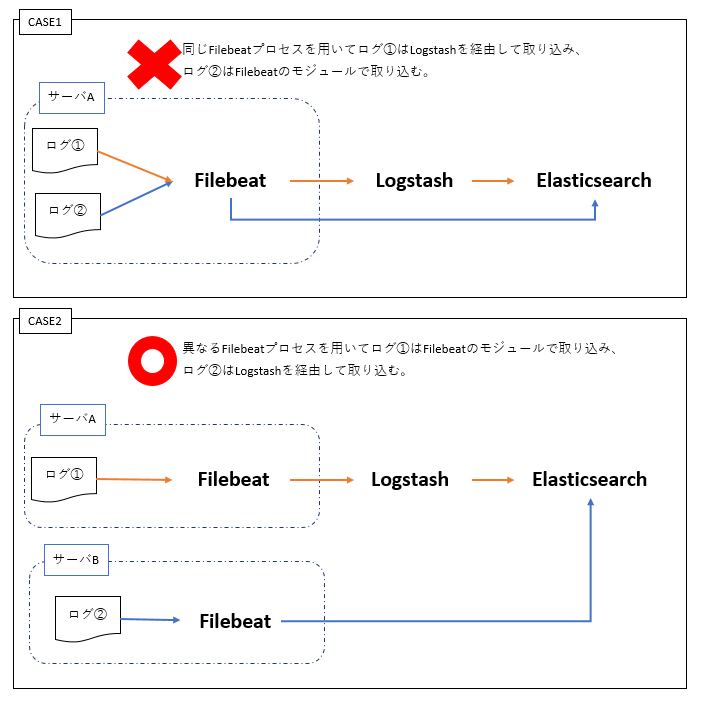 CASE1
同じFilebeatプロセスを用いてログ①はLogstashを経由して取り込み、
ログ②はFilebeatのモジュールで取り込む。
サーバA
ログ①
Filebeat
Logstash
Elasticsearch
ログ②
CASE2
異なるFilebeatプロセスを用いてログ①はFilebeatのモジュールで取り込み、
ログ②はLogstashを経由して取り込む。
サーバA
ログ①
Filebeat
Logstash
Elasticsearch
サーバB
ログ②
Filebeat